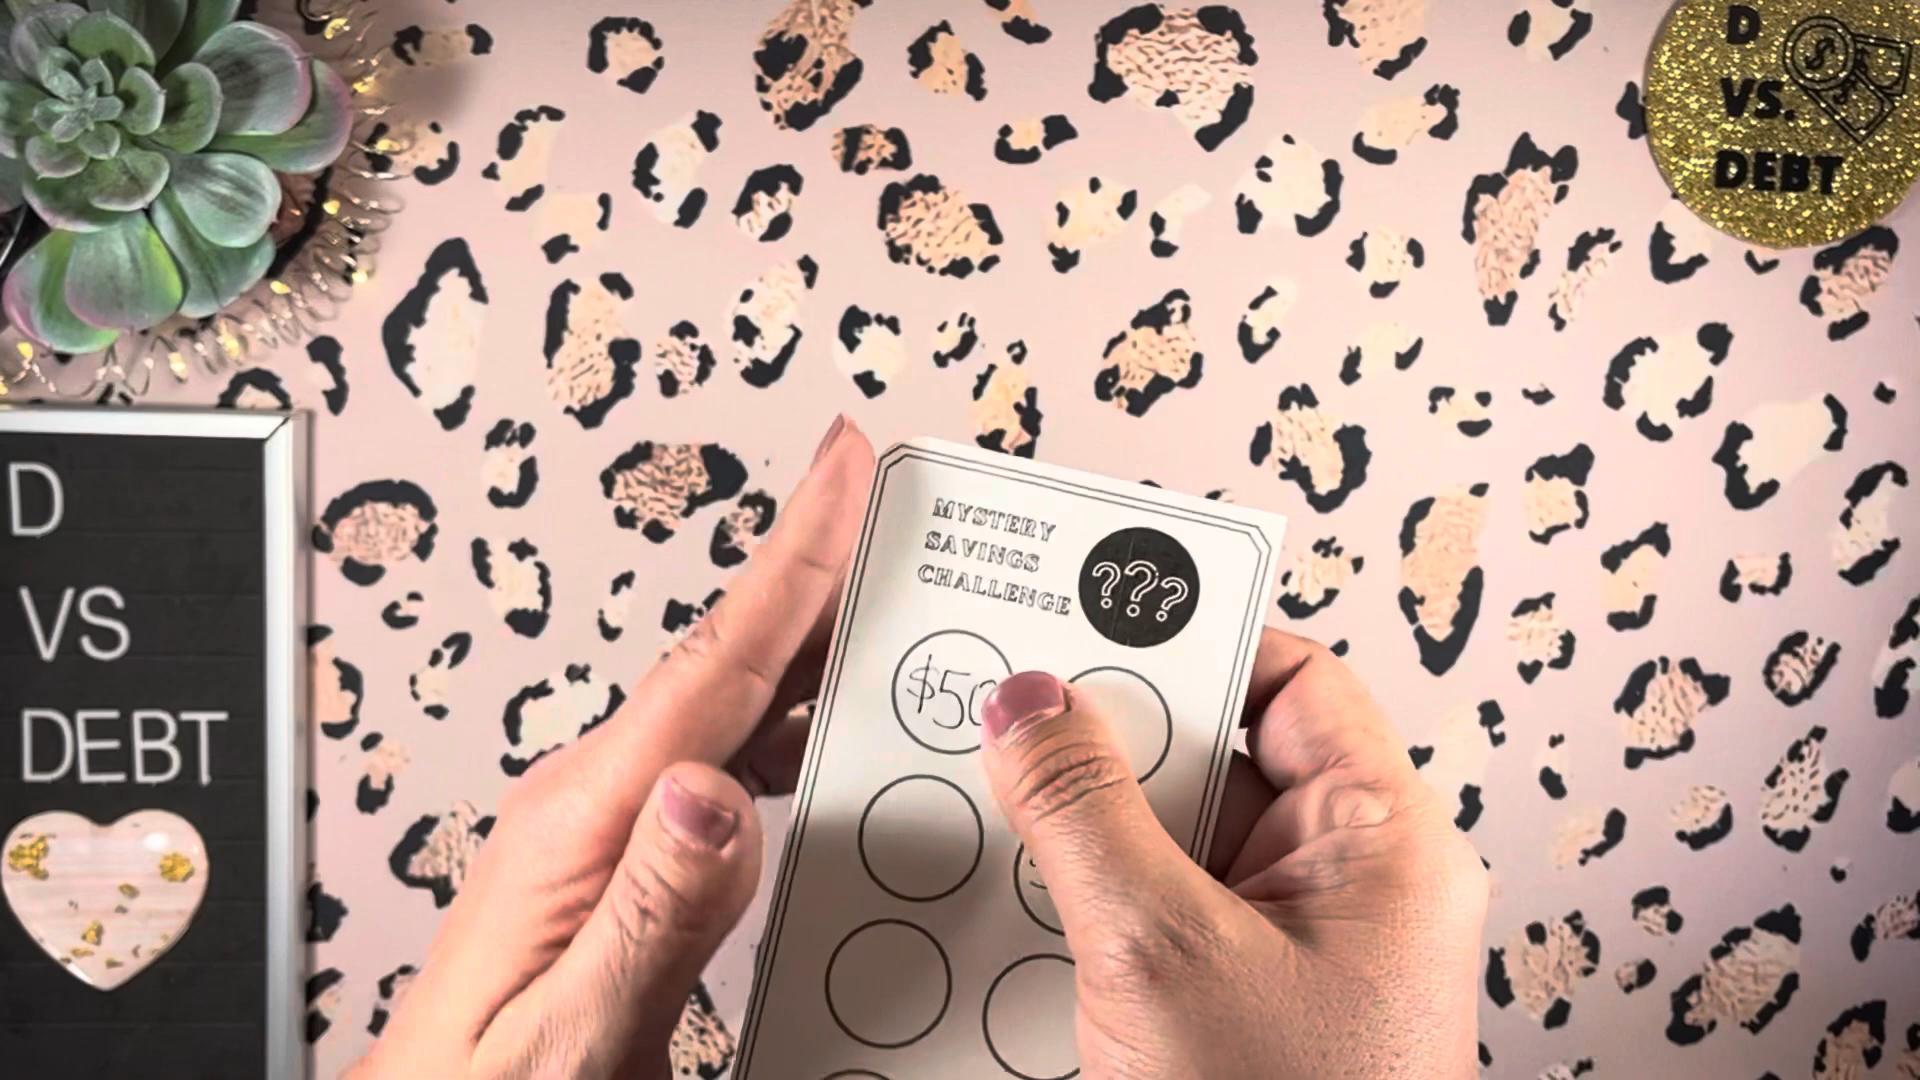 D
VS.
DEBT
D
VS
DEBT
MYSTERY
SAVINGS
CHALLENGE
???
$50